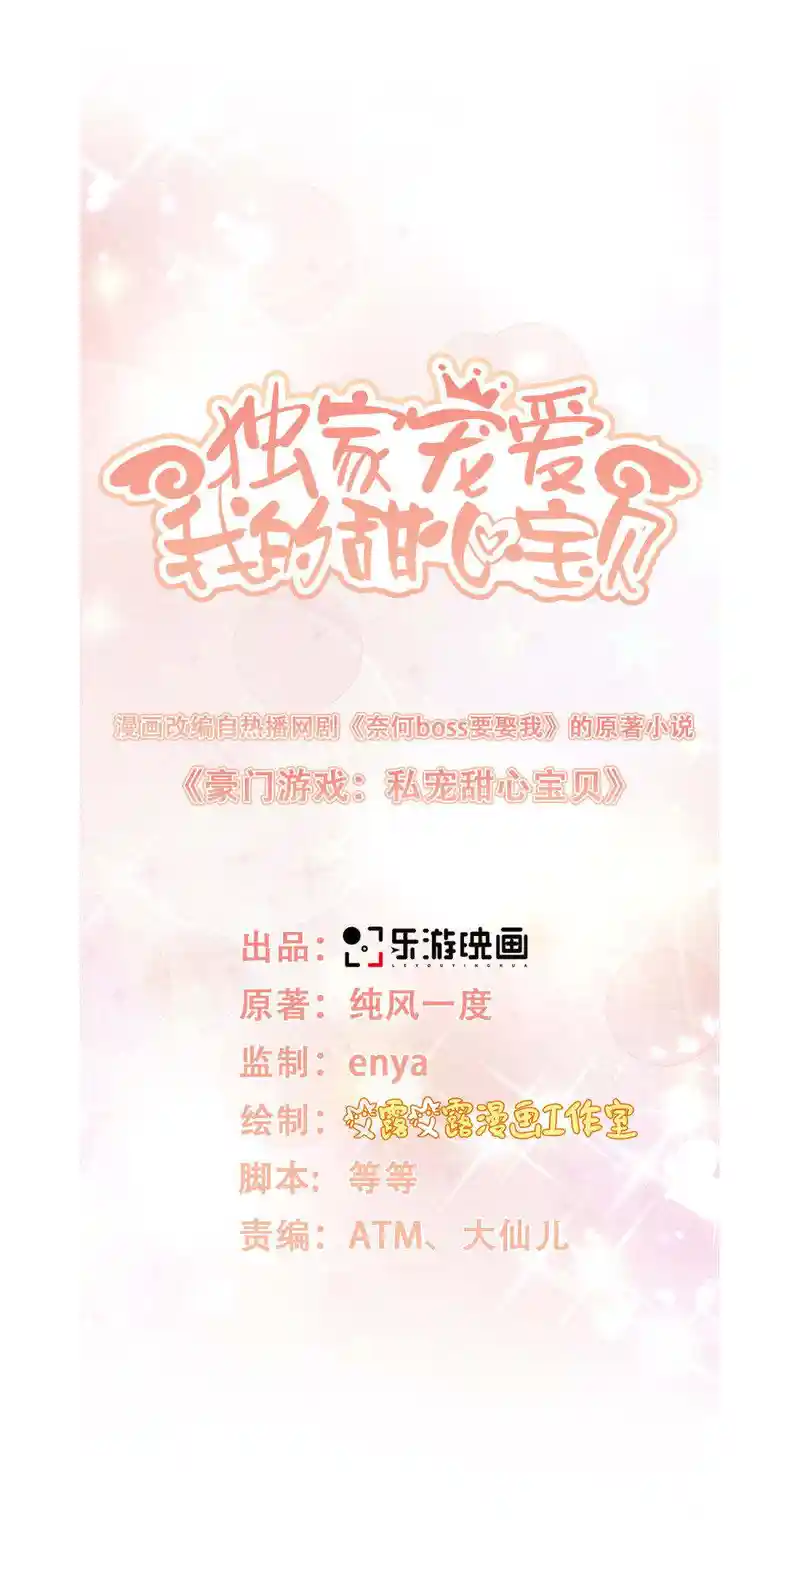 独家宠爱
我的甜心宝贝
漫画改编自热播网剧《奈何boss要娶我》的原著小说
《豪门游戏：私宠甜心宝贝》
出品：乐游映画
LEYOUYINGHUA
原著：纯风一度
监制：enya
绘制：皎露皎露漫画工作室
脚本：等等
责编：ATM、大仙儿